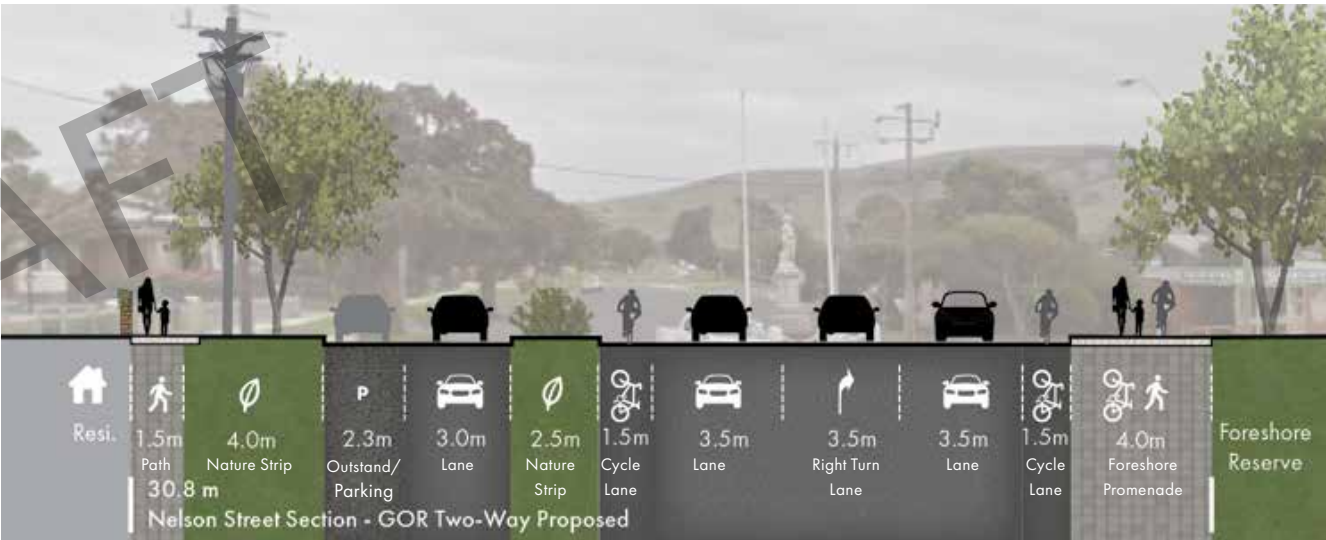 AFT
P
Resi.
1.5m
Path
4.0m
Nature Strip
2.3m
Outstand/
Parking
3.0m
Lane
2.5m
Nature
Strip
1.5m
Cycle
Lane
3.5m
Lane
3.5m
Right Turn
Lane
3.5m
Lane
1.5m
Cycle
Lane
4.0m
Foreshore
Promenade
Foreshore
Reserve
30.8 m
Nelson Street Section - GOR Two-Way Proposed